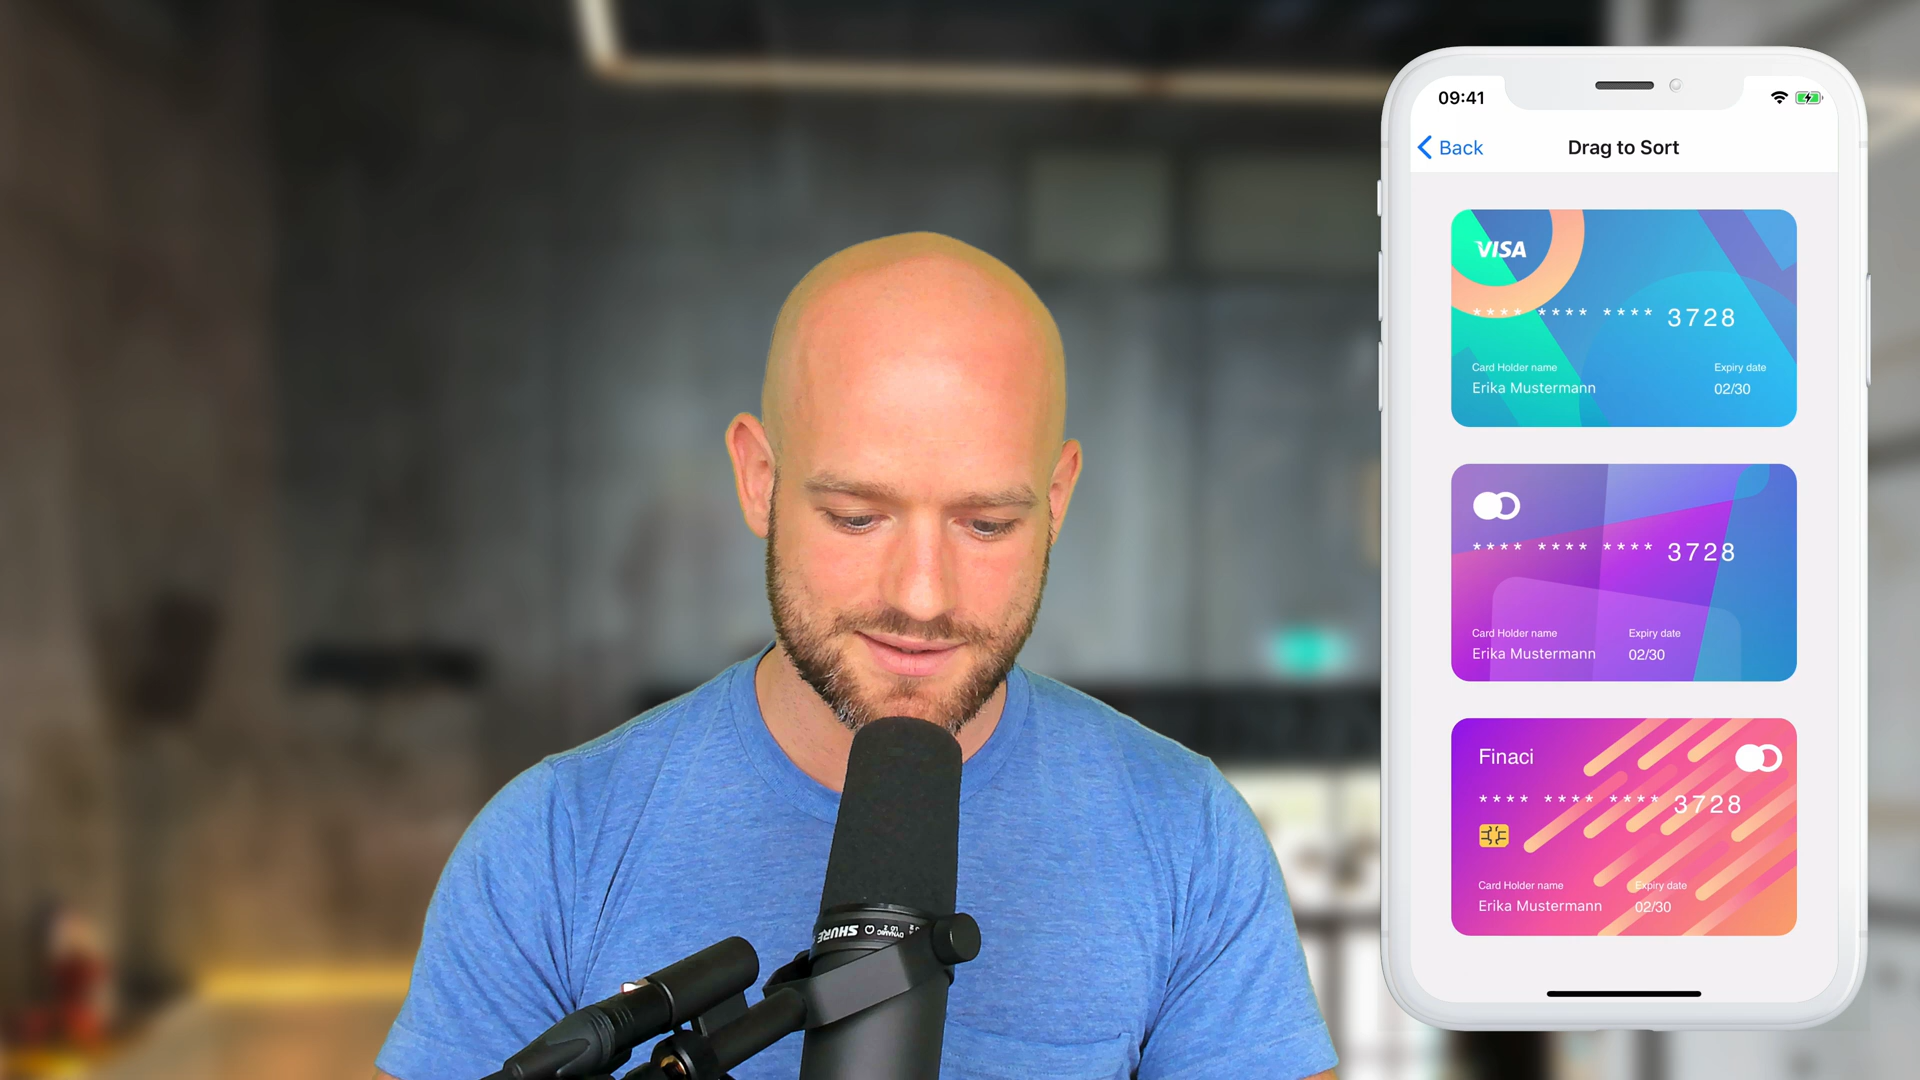 09:41
Back
Drag to Sort
VISA
**** **** **** 3728
Card Holder name
Expiry date
Erika Mustermann
02/30
**** **** **** 3728
Card Holder name
Expiry date
Erika Mustermann
02/30
Finaci
**** **** **** 3728
Card Holder name
Expiry date
Erika Mustermann
02/30
SHURE
DYNAMIC
LO Z